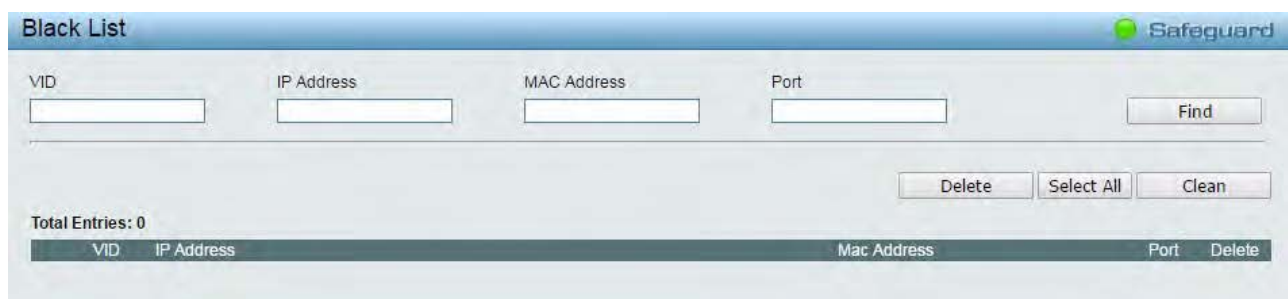 Black List
Safeguard
VID IP Address MAC Address Port
Find
Delete Select All Clean
Total Entries: 0
VID IP Address Mac Address Port Delete